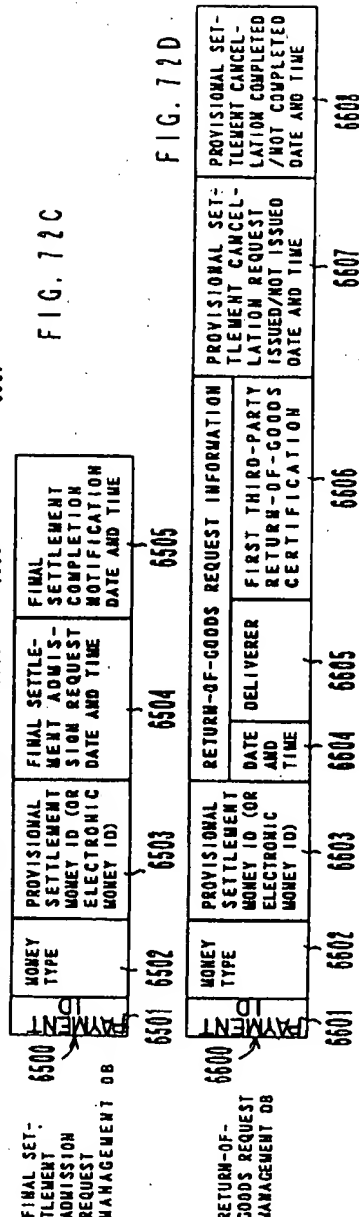 FIG. 72C
FINAL SET-
TLEMENT
ADMISSION
REQUEST
MANAGEMENT DB
6500
PAYMENT
ID
MONEY
TYPE
PROVISIONAL
SETTLEMENT
MONEY ID (OR
ELECTRONIC
MONEY ID)
FINAL SETTLE-
MENT ADMIS-
SION REQUEST
DATE AND TIME
FINAL
SETTLEMENT
COMPLETION
NOTIFICATION
DATE AND TIME
6501
6502
6503
6504
6505
FIG. 72D
RETURN-OF-
GOODS REQUEST
MANAGEMENT DB
6600
PAYMENT
ID
MONEY
TYPE
PROVISIONAL
SETTLEMENT
MONEY ID (OR
ELECTRONIC
MONEY ID)
RETURN-OF-GOODS REQUEST INFORMATION
DATE
AND
TIME
DELIVERER
FIRST THIRD-PARTY
RETURN-OF-GOODS
CERTIFICATION
PROVISIONAL SET-
TLEMENT CANCEL-
LATION REQUEST
ISSUED/NOT ISSUED
DATE AND TIME
PROVISIONAL SET-
TLEMENT CANCEL-
LATION COMPLETED
/NOT COMPLETED
DATE AND TIME
6601
6602
6603
6604
6605
6606
6607
6608